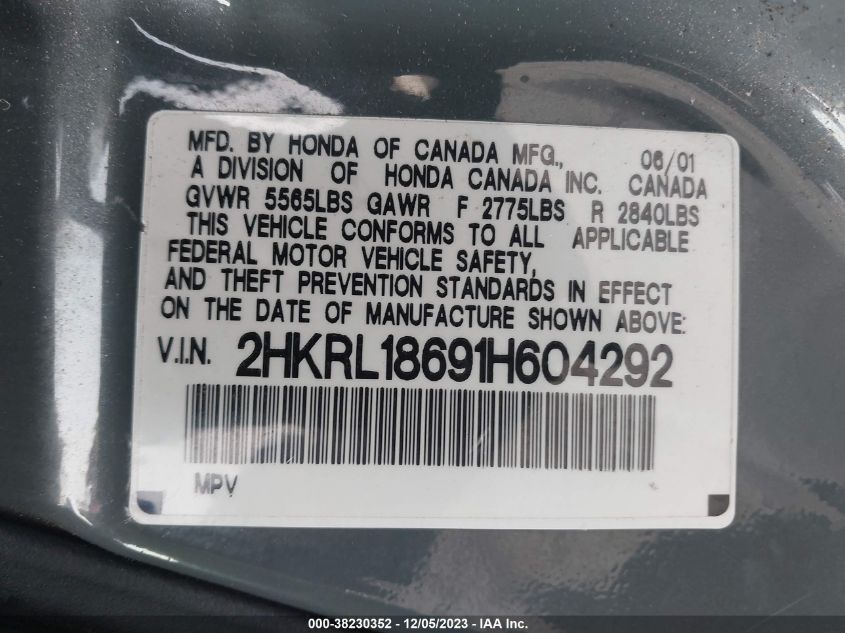 MFD. BY HONDA OF CANADA MFG., 06/01
A DIVISION OF HONDA CANADA INC. CANADA
GVWR 5565LBS GAWR F 2775LBS R 2840LBS
THIS VEHICLE CONFORMS TO ALL APPLICABLE
FEDERAL MOTOR VEHICLE SAFETY,
AND THEFT PREVENTION STANDARDS IN EFFECT
ON THE DATE OF MANUFACTURE SHOWN ABOVE:
V.I.N. 2HKRL18691H604292
MPV
000-38230352 - 12/05/2023 - IAA Inc.